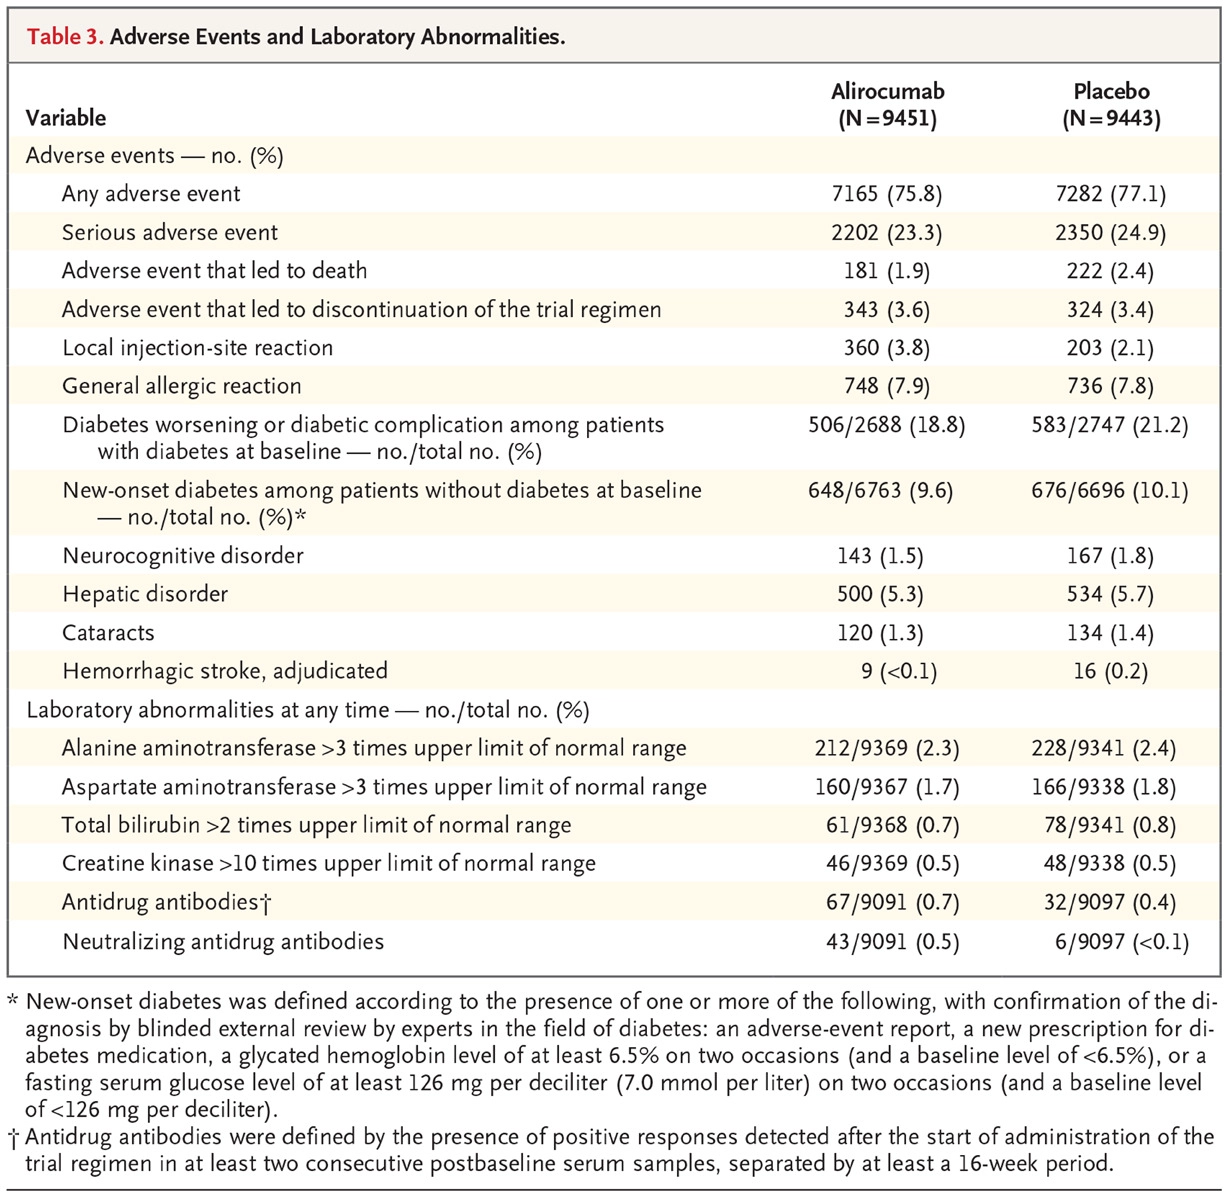 Table 3. Adverse Events and Laboratory Abnormalities.
Variable
Alirocumab
(N=9451)
Placebo
(N=9443)
Adverse events — no. (%)
Any adverse event 7165 (75.8) 7282 (77.1)
Serious adverse event 2202 (23.3) 2350 (24.9)
Adverse event that led to death 181 (1.9) 222 (2.4)
Adverse event that led to discontinuation of the trial regimen 343 (3.6) 324 (3.4)
Local injection-site reaction 360 (3.8) 203 (2.1)
General allergic reaction 748 (7.9) 736 (7.8)
Diabetes worsening or diabetic complication among patients 506/2688 (18.8) 583/2747 (21.2)
with diabetes at baseline — no./total no. (%)
New-onset diabetes among patients without diabetes at baseline 648/6763 (9.6) 676/6696 (10.1)
— no./total no. (%)*
Neurocognitive disorder 143 (1.5) 167 (1.8)
Hepatic disorder 500 (5.3) 534 (5.7)
Cataracts 120 (1.3) 134 (1.4)
Hemorrhagic stroke, adjudicated 9 (<0.1) 16 (0.2)
Laboratory abnormalities at any time — no./total no. (%)
Alanine aminotransferase >3 times upper limit of normal range 212/9369 (2.3) 228/9341 (2.4)
Aspartate aminotransferase >3 times upper limit of normal range 160/9367 (1.7) 166/9338 (1.8)
Total bilirubin >2 times upper limit of normal range 61/9368 (0.7) 78/9341 (0.8)
Creatine kinase >10 times upper limit of normal range 46/9369 (0.5) 48/9338 (0.5)
Antidrug antibodies† 67/9091 (0.7) 32/9097 (0.4)
Neutralizing antidrug antibodies 43/9091 (0.5) 6/9097 (<0.1)
* New-onset diabetes was defined according to the presence of one or more of the following, with confirmation of the di-
agnosis by blinded external review by experts in the field of diabetes: an adverse-event report, a new prescription for di-
abetes medication, a glycated hemoglobin level of at least 6.5% on two occasions (and a baseline level of <6.5%), or a
fasting serum glucose level of at least 126 mg per deciliter (7.0 mmol per liter) on two occasions (and a baseline level
of <126 mg per deciliter).
† Antidrug antibodies were defined by the presence of positive responses detected after the start of administration of the
trial regimen in at least two consecutive postbaseline serum samples, separated by at least a 16-week period.